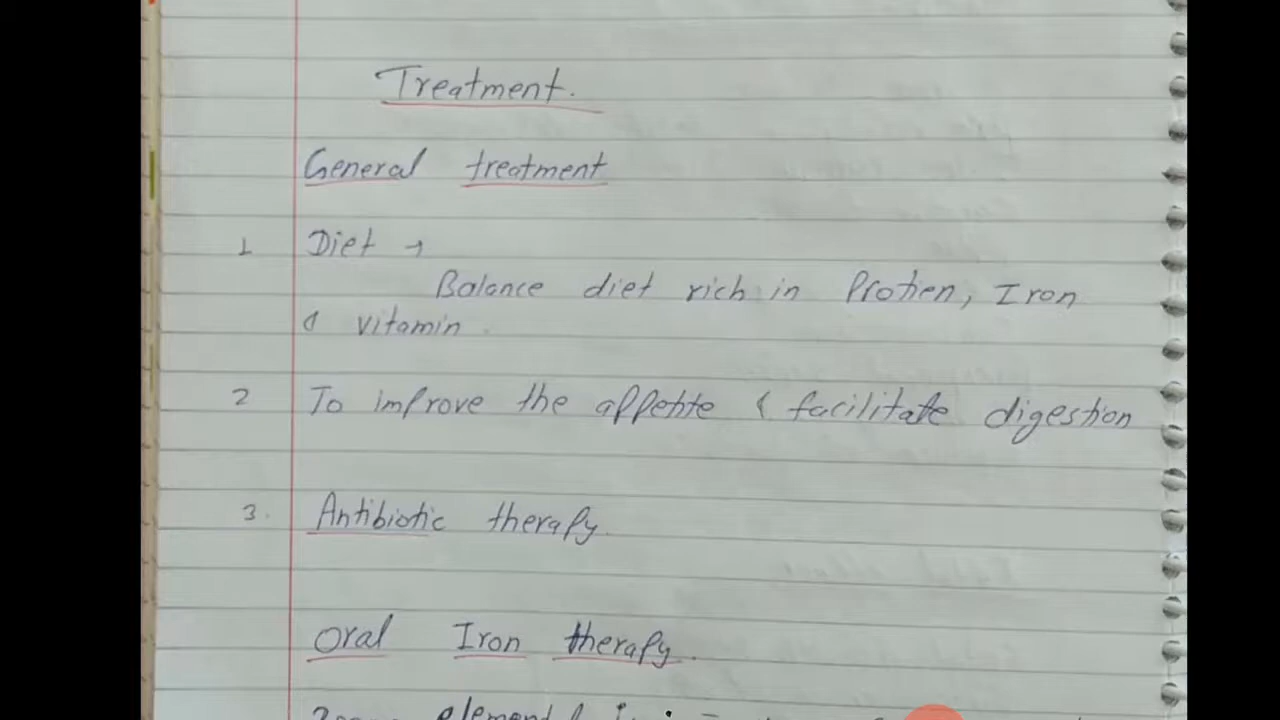 Treatment.
General treatment
1 Diet →
Balance diet rich in Protien, Iron
& vitamin.
2 To improve the appetite & facilitate digestion
3. Antibiotic therapy.
Oral Iron therapy.